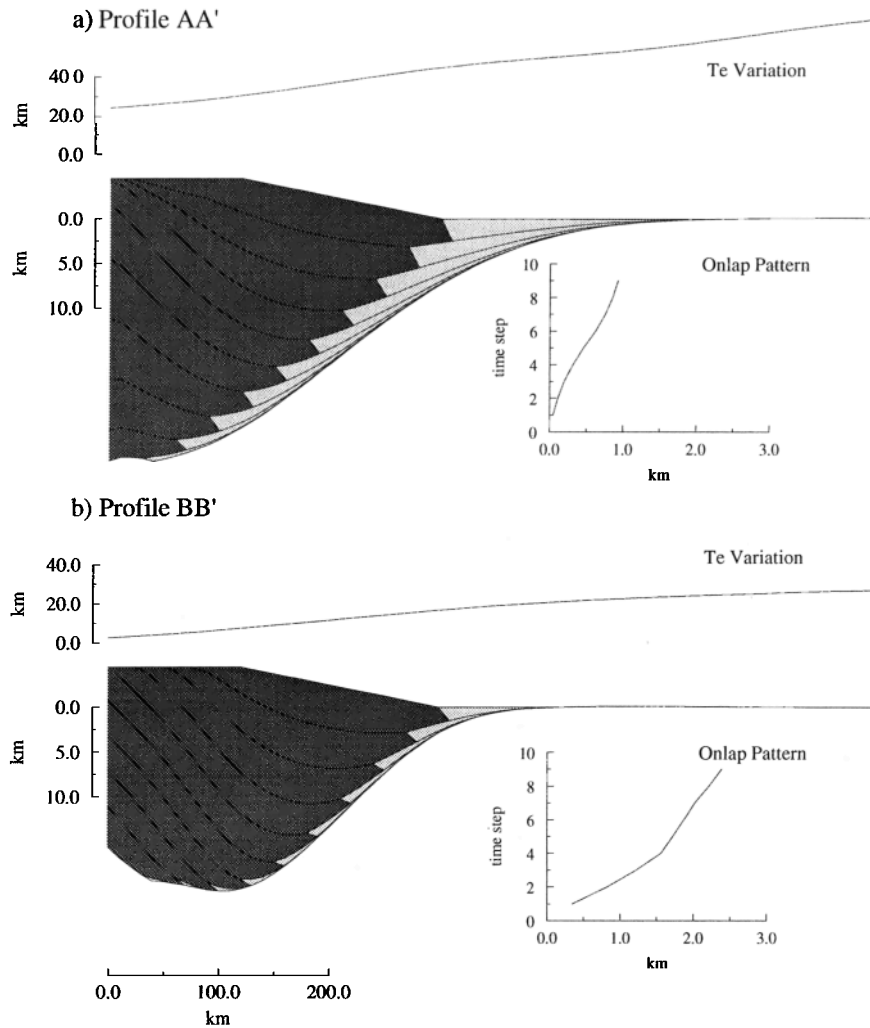 a) Profile AA'
Te Variation
40.0
20.0
0.0
km
0.0
5.0
10.0
km
Onlap Pattern
10
8
6
4
2
0
time step
0.0 1.0 2.0 3.0
km
b) Profile BB'
Te Variation
40.0
20.0
0.0
km
0.0
5.0
10.0
km
Onlap Pattern
10
8
6
4
2
0
time step
0.0 1.0 2.0 3.0
km
0.0 100.0 200.0
km